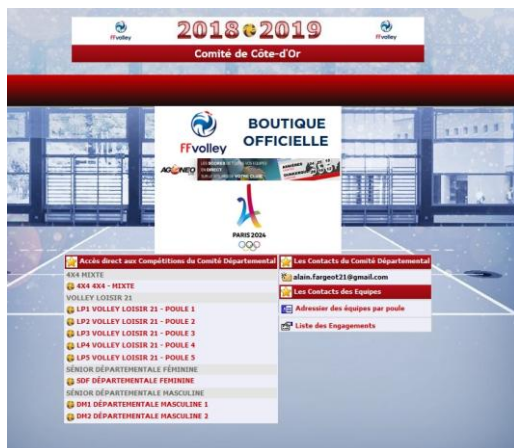 FFvolley
2018 2019
FFvolley
Comité de Côte-d'Or
FFvolley
BOUTIQUE
OFFICIELLE
AGONEO
PARIS 2024
Accès direct aux Compétitions du Comité Départemental
4X4 MIXTE
4X4 4X4 - MIXTE
VOLLEY LOISIR 21
LP1 VOLLEY LOISIR 21 - POULE 1
LP2 VOLLEY LOISIR 21 - POULE 2
LP3 VOLLEY LOISIR 21 - POULE 3
LP4 VOLLEY LOISIR 21 - POULE 4
LP5 VOLLEY LOISIR 21 - POULE 5
SÉNIOR DÉPARTEMENTALE FÉMININE
SDF DÉPARTEMENTALE FEMININE
SÉNIOR DÉPARTEMENTALE MASCULINE
DM1 DÉPARTEMENTALE MASCULINE 1
DM2 DÉPARTEMENTALE MASCULINE 2
Les Contacts du Comité Départemental
alain.fargeot21@gmail.com
Les Contacts des Equipes
Adressier des équipes par poule
Liste des Engagements